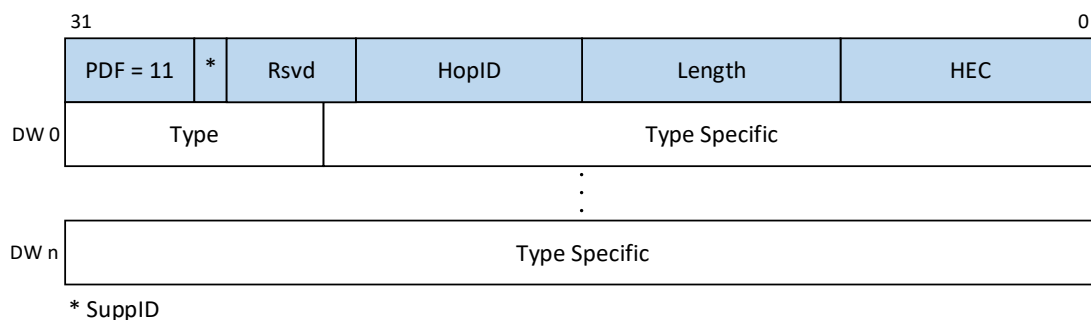 31 0
PDF = 11 * Rsvd HopID Length HEC
DW 0 Type Type Specific
DW n Type Specific
* SuppID